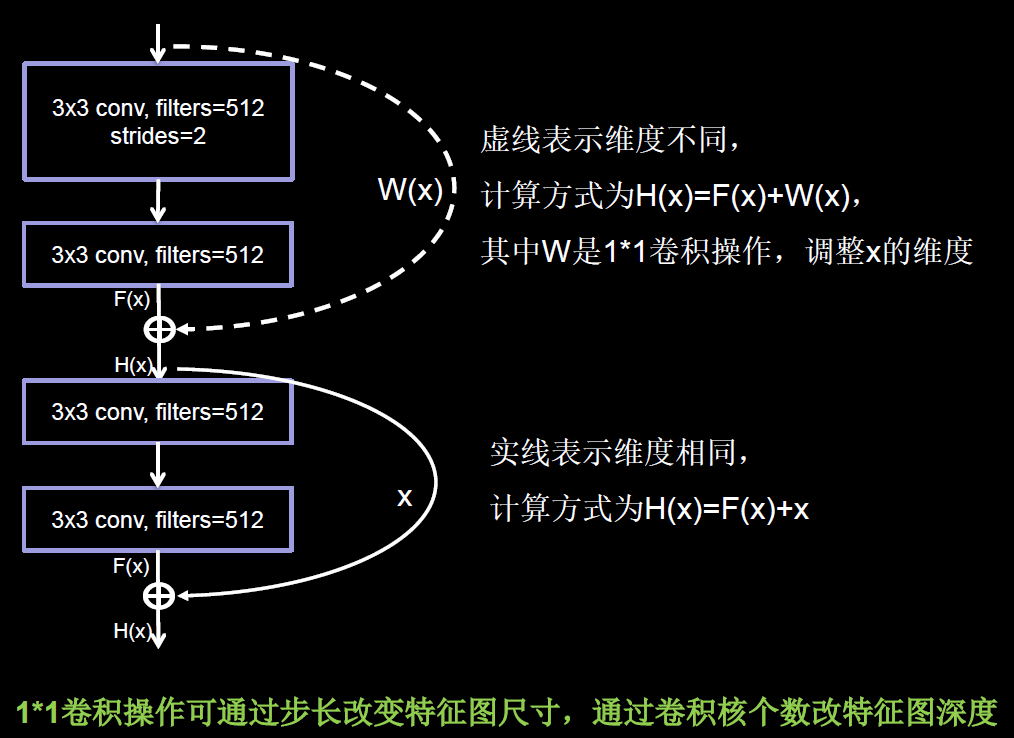 3x3 conv, filters=512
strides=2
W(x)
虚线表示维度不同，
计算方式为H(x)=F(x)+W(x)，
其中W是1*1卷积操作，调整x的维度
3x3 conv, filters=512
F(x)
H(x)
3x3 conv, filters=512
x
实线表示维度相同，
计算方式为H(x)=F(x)+x
3x3 conv, filters=512
F(x)
H(x)
1*1卷积操作可通过步长改变特征图尺寸，通过卷积核个数改特征图深度